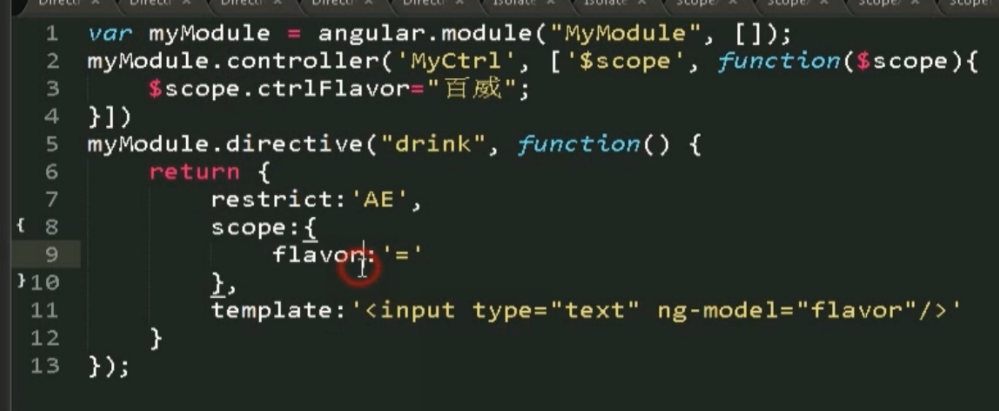 1 var myModule = angular.module("MyModule", []);
2 myModule.controller('MyCtrl', ['$scope', function($scope){
3 $scope.ctrlFlavor="百威";
4 }])
5 myModule.directive("drink", function() {
6 return {
7 restrict:'AE',
{ 8 scope:{
9 flavor:'='
}10 },
11 template:'<input type="text" ng-model="flavor"/>'
12 }
13 });